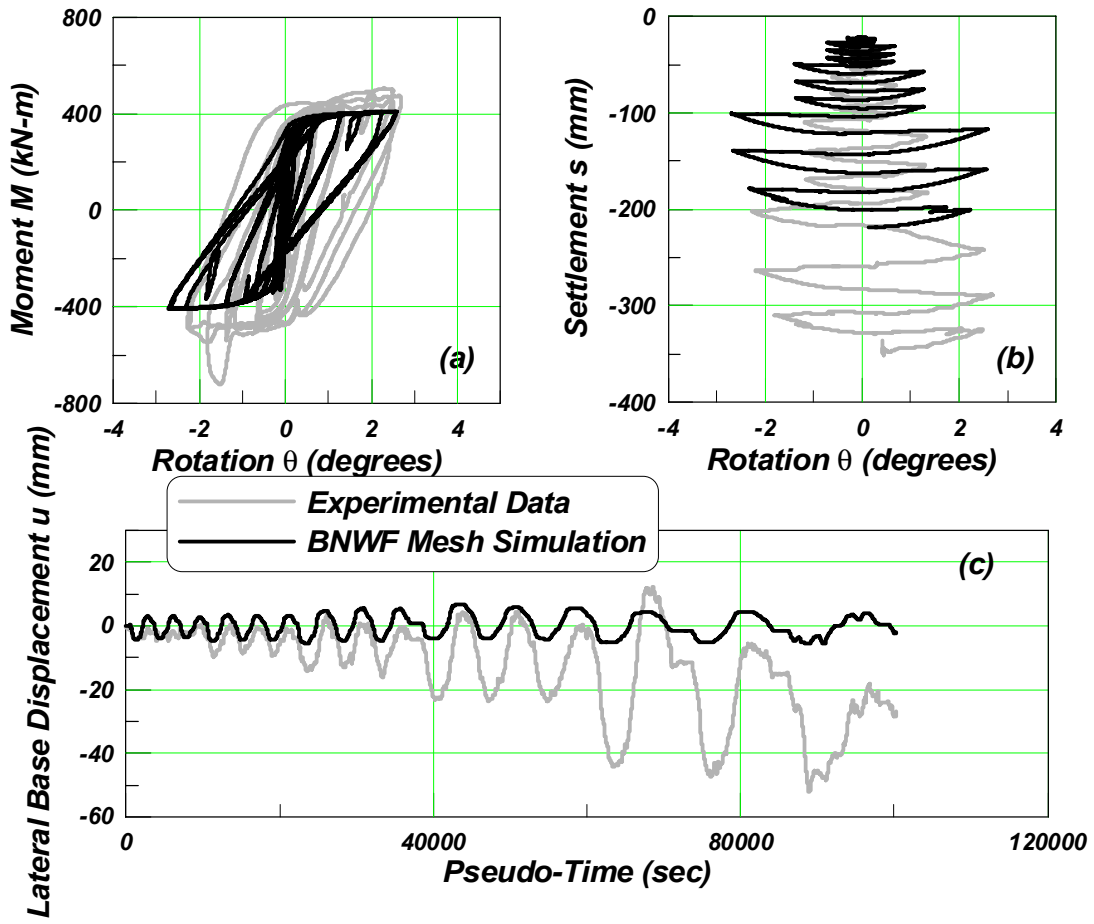 800
400
0
-400
-800
Moment M (kN-m)
(a)
-4
-2
0
2
4
Rotation θ (degrees)
0
-100
-200
-300
-400
Settlement s (mm)
(b)
-4
-2
0
2
4
Rotation θ (degrees)
Experimental Data
BNWF Mesh Simulation
20
0
-20
-40
-60
Lateral Base Displacement u (mm)
(c)
0
40000
80000
120000
Pseudo-Time (sec)